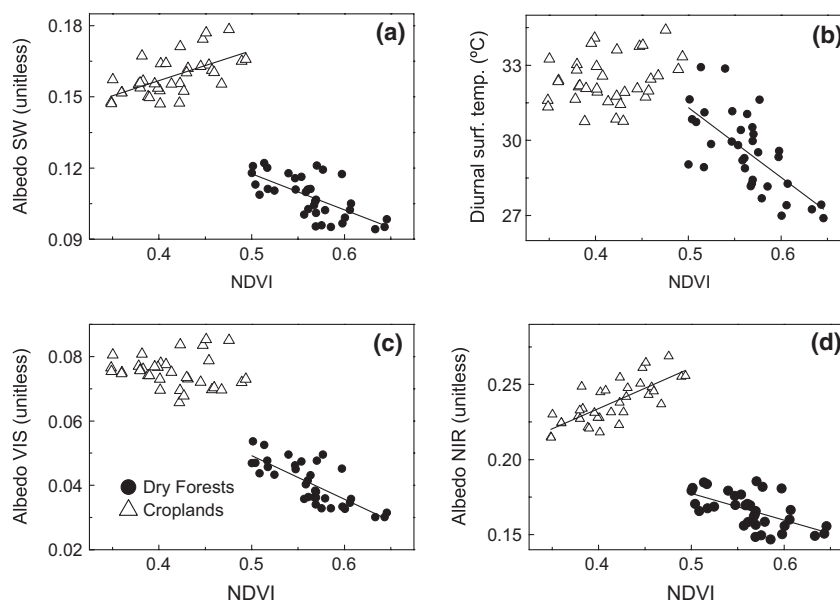 (a)
Albedo SW (unitless)
0.18
0.15
0.12
0.09
0.4
0.5
0.6
NDVI
(b)
Diurnal surf. temp. (ºC)
33
30
27
0.4
0.5
0.6
NDVI
(c)
Albedo VIS (unitless)
0.08
0.06
0.04
0.02
Dry Forests
Croplands
0.4
0.5
0.6
NDVI
(d)
Albedo NIR (unitless)
0.25
0.20
0.15
0.4
0.5
0.6
NDVI